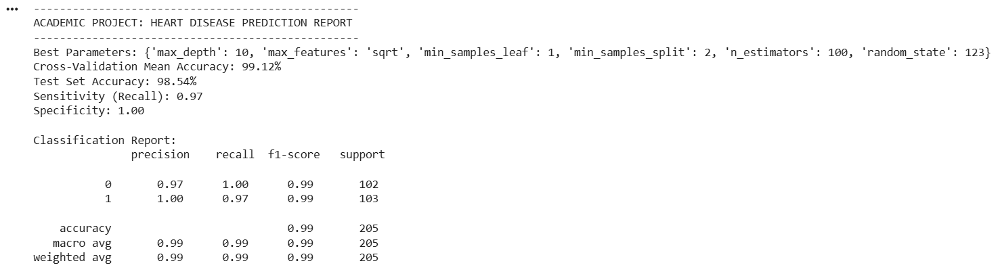 --------------------------------------------------
ACADEMIC PROJECT: HEART DISEASE PREDICTION REPORT
--------------------------------------------------
Best Parameters: {'max_depth': 10, 'max_features': 'sqrt', 'min_samples_leaf': 1, 'min_samples_split': 2, 'n_estimators': 100, 'random_state': 123}
Cross-Validation Mean Accuracy: 99.12%
Test Set Accuracy: 98.54%
Sensitivity (Recall): 0.97
Specificity: 1.00
Classification Report:
precision recall f1-score support
0 0.97 1.00 0.99 102
1 1.00 0.97 0.99 103
accuracy 0.99 205
macro avg 0.99 0.99 0.99 205
weighted avg 0.99 0.99 0.99 205